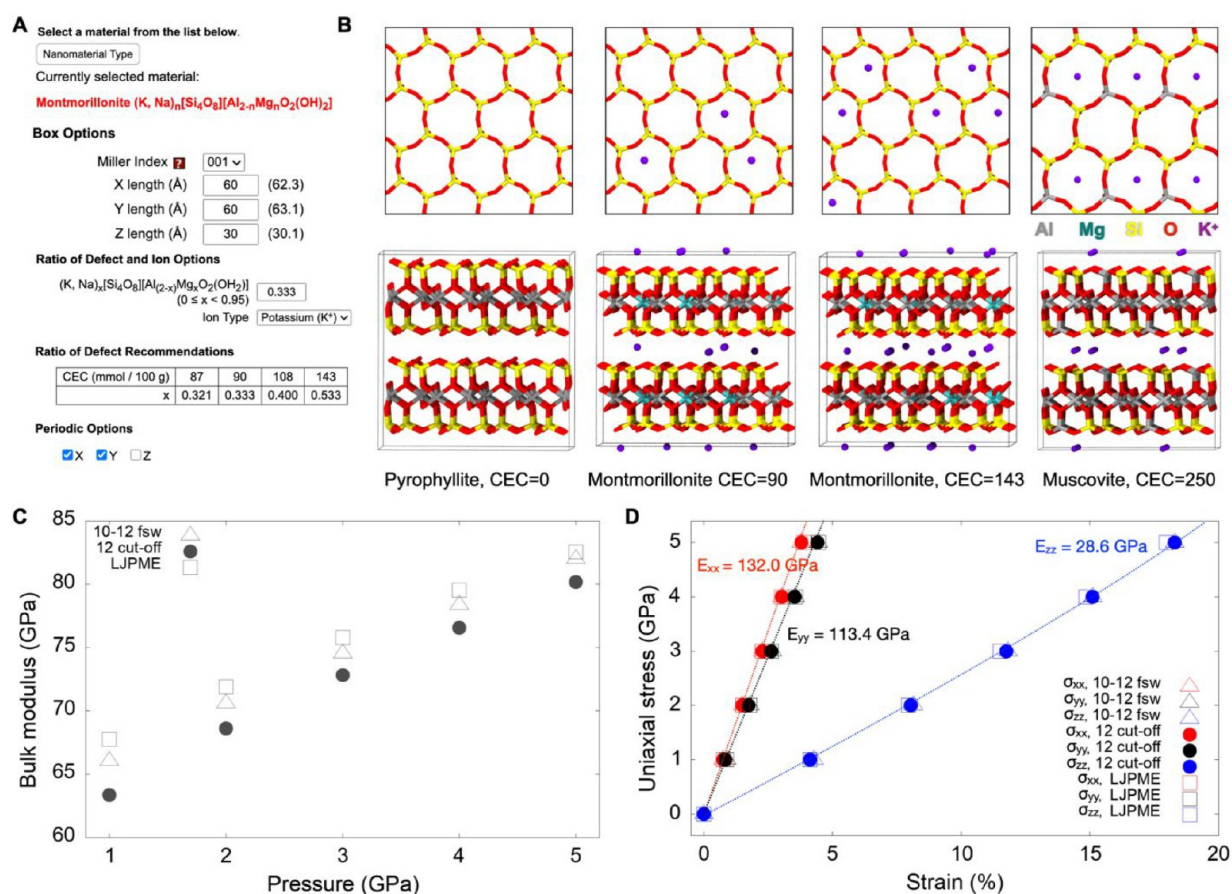 A
Select a material from the list below.
Nanomaterial Type
Currently selected material:
Montmorillonite (K, Na)n[Si4O8][Al2-nMgnO2(OH)2]
Box Options
Miller Index ? 001
X length (Å) 60 (62.3)
Y length (Å) 60 (63.1)
Z length (Å) 30 (30.1)
Ratio of Defect and Ion Options
(K, Na)x[Si4O8][Al(2-x)MgxO2(OH2)] 0.333
(0 ≤ x < 0.95)
Ion Type Potassium (K+)
Ratio of Defect Recommendations
CEC (mmol / 100 g) 87 90 108 143
x 0.321 0.333 0.400 0.533
Periodic Options
X Y Z
B
Al Mg Si O K+
Pyrophyllite, CEC=0 Montmorillonite CEC=90 Montmorillonite, CEC=143 Muscovite, CEC=250
C
85
80
75
70
65
60
Bulk modulus (GPa)
10-12 fsw
12 cut-off
LJPME
1 2 3 4 5
Pressure (GPa)
D
5
4
3
2
1
0
Uniaxial stress (GPa)
Exx = 132.0 GPa
Eyy = 113.4 GPa
Ezz = 28.6 GPa
σxx, 10-12 fsw
σyy, 10-12 fsw
σzz, 10-12 fsw
σxx, 12 cut-off
σyy, 12 cut-off
σzz, 12 cut-off
σxx, LJPME
σyy, LJPME
σzz, LJPME
0 5 10 15 20
Strain (%)